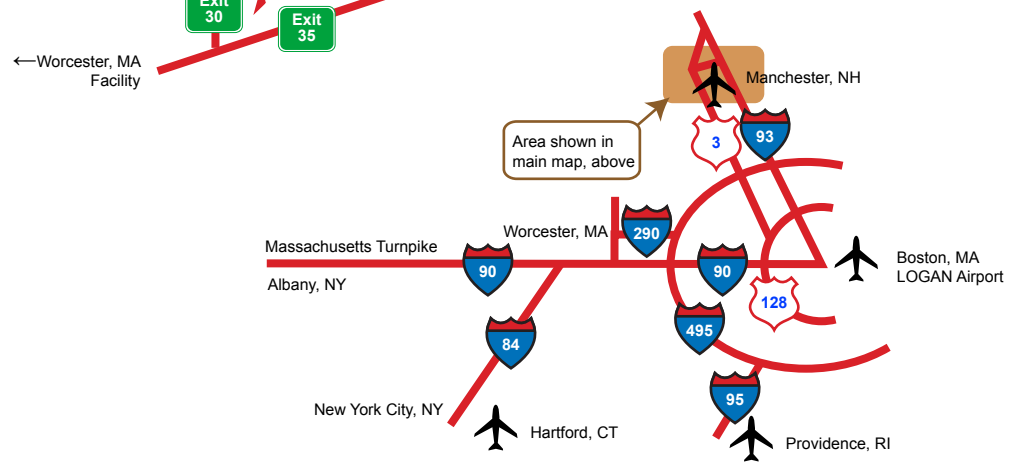 Exit
30
Exit
35
←Worcester, MA
Facility
Manchester, NH
Area shown in
main map, above
3
93
Worcester, MA
290
Massachusetts Turnpike
90
90
Boston, MA
LOGAN Airport
Albany, NY
128
495
84
95
New York City, NY
Hartford, CT
Providence, RI